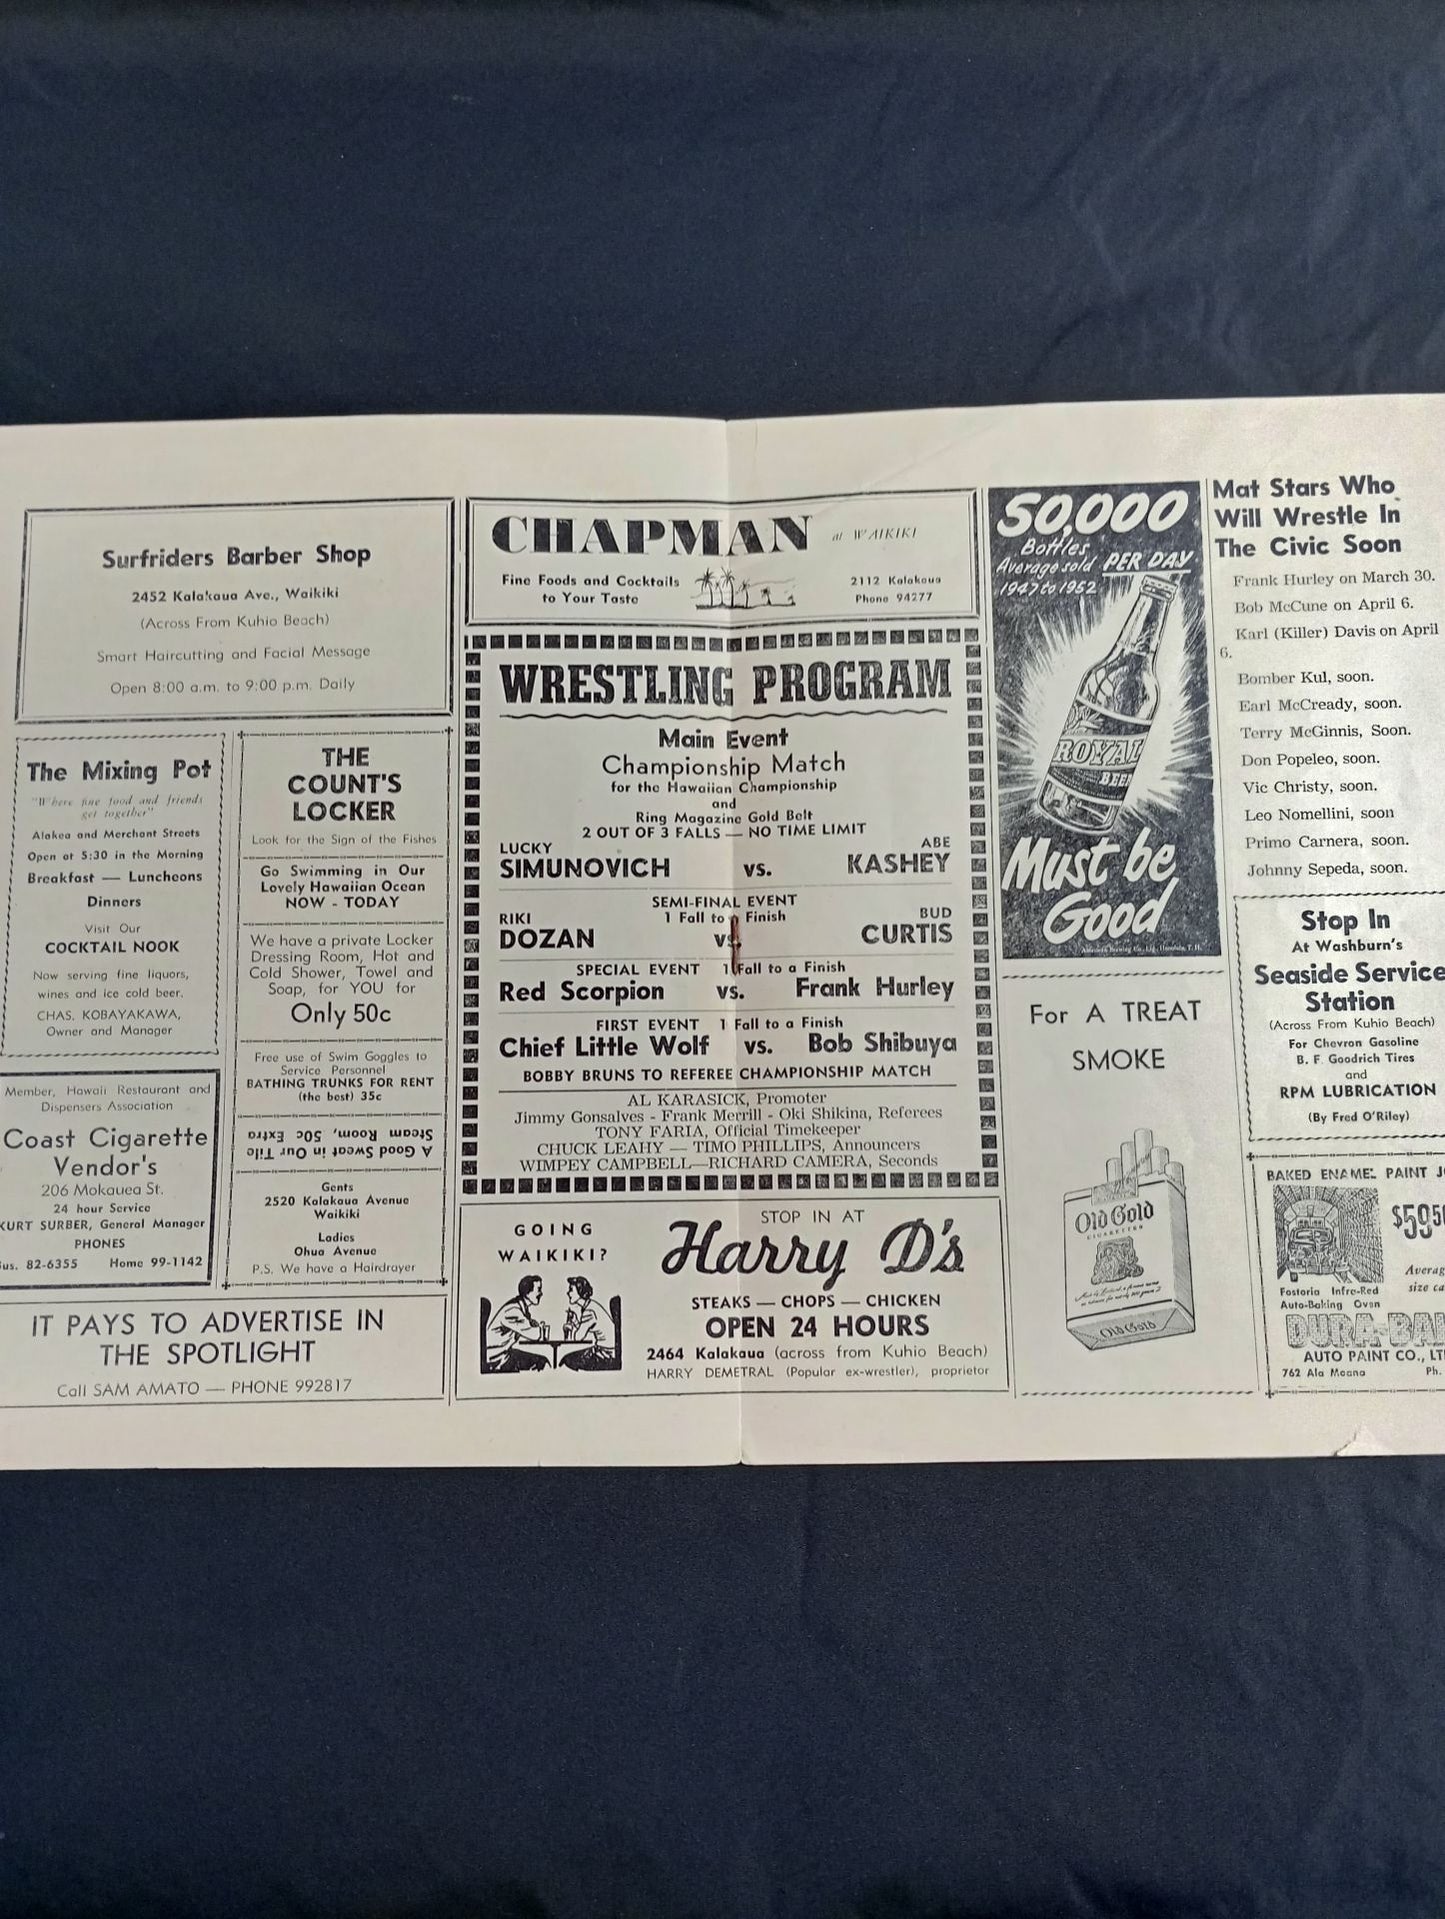 Surfriders Barber Shop
2452 Kalakaua Ave., Waikiki
(Across From Kuhio Beach)
Smart Haircutting and Facial Message
Open 8:00 a.m. to 9:00 p.m. Daily
The Mixing Pot
"Where fine food and friends
get together"
Alakea and Merchant Streets
Open at 5:30 in the Morning
Breakfast — Luncheons
Dinners
Visit Our
COCKTAIL NOOK
Now serving fine liquors,
wines and ice cold beer.
CHAS. KOBAYAKAWA,
Owner and Manager
Member, Hawaii Restaurant and
Dispensers Association
Coast Cigarette
Vendor's
206 Mokauea St.
24 hour Service
KURT SURBER, General Manager
PHONES
Bus. 82-6355 Home 99-1142
THE
COUNT'S
LOCKER
Look for the Sign of the Fishes
Go Swimming in Our
Lovely Hawaiian Ocean
NOW - TODAY
We have a private Locker
Dressing Room, Hot and
Cold Shower, Towel and
Soap, for YOU for
Only 50c
Free use of Swim Goggles to
Service Personnel
BATHING TRUNKS FOR RENT
(the best) 35c
A Good Sweat in Our Tile
Steam Room, 50c Extra
Gents
2520 Kalakaua Avenue
Waikiki
Ladies
Ohua Avenue
P.S. We have a Hairdrayer
IT PAYS TO ADVERTISE IN
THE SPOTLIGHT
Call SAM AMATO — PHONE 992817
CHAPMAN at WAIKIKI
Fine Foods and Cocktails
to Your Taste
2112 Kalakaua
Phone 94277
WRESTLING PROGRAM
Main Event
Championship Match
for the Hawaiian Championship
and
Ring Magazine Gold Belt
2 OUT OF 3 FALLS — NO TIME LIMIT
LUCKY ABE
SIMUNOVICH vs. KASHEY
SEMI-FINAL EVENT
1 Fall to a Finish
RIKI BUD
DOZAN vs. CURTIS
SPECIAL EVENT 1 Fall to a Finish
Red Scorpion vs. Frank Hurley
FIRST EVENT 1 Fall to a Finish
Chief Little Wolf vs. Bob Shibuya
BOBBY BRUNS TO REFEREE CHAMPIONSHIP MATCH
AL KARASICK, Promoter
Jimmy Gonsalves - Frank Merrill - Oki Shikina, Referees
TONY FARIA, Official Timekeeper
CHUCK LEAHY — TIMO PHILLIPS, Announcers
WIMPEY CAMPBELL—RICHARD CAMERA, Seconds
GOING
WAIKIKI?
STOP IN AT
Harry D's
STEAKS — CHOPS — CHICKEN
OPEN 24 HOURS
2464 Kalakaua (across from Kuhio Beach)
HARRY DEMETRAL (Popular ex-wrestler), proprietor
50,000
Bottles
Average sold PER DAY
1947 to 1952
ROYAL
BEER
Must be
Good
American Brewing Co., Ltd., Honolulu, T. H.
For A TREAT
SMOKE
Old Gold
CIGARETTES
Old Gold
Mat Stars Who
Will Wrestle In
The Civic Soon
Frank Hurley on March 30.
Bob McCune on April 6.
Karl (Killer) Davis on April
6.
Bomber Kul, soon.
Earl McCready, soon.
Terry McGinnis, Soon.
Don Popeleo, soon.
Vic Christy, soon.
Leo Nomellini, soon
Primo Carnera, soon.
Johnny Sepeda, soon.
Stop In
At Washburn's
Seaside Service
Station
(Across From Kuhio Beach)
For Chevron Gasoline
B. F. Goodrich Tires
and
RPM LUBRICATION
(By Fred O'Riley)
BAKED ENAMEL PAINT
$59.50
Averag
size ca
Fostoria Infra-Red
Auto-Baking Oven
DURA-BA
AUTO PAINT CO., LT
762 Ala Moana Ph.